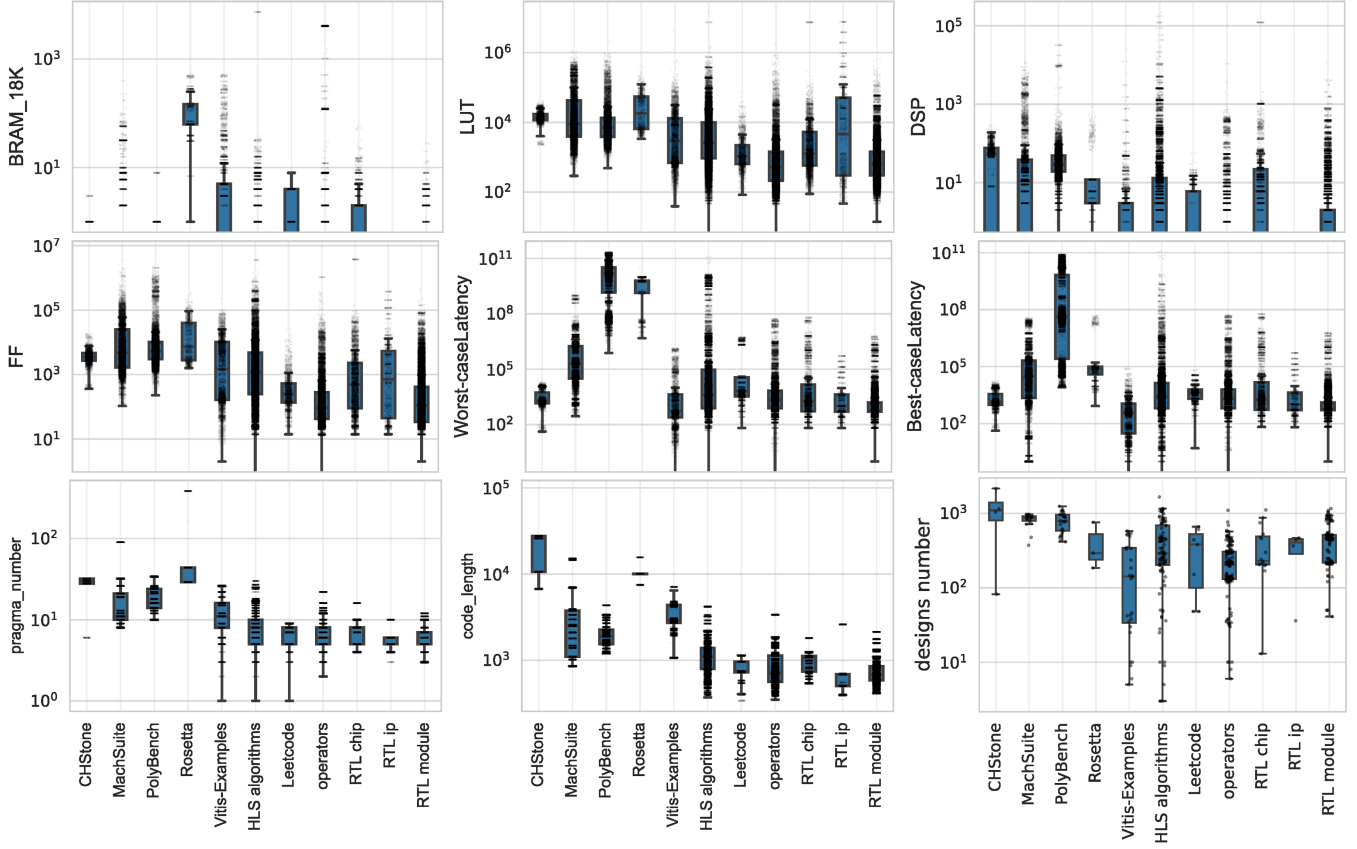 BRAM_18K
10³
10¹
LUT
10⁶
10⁴
10²
DSP
10⁵
10³
10¹
FF
10⁷
10⁵
10³
10¹
Worst-caseLatency
10¹¹
10⁸
10⁵
10²
Best-caseLatency
10¹¹
10⁸
10⁵
10²
pragma_number
10²
10¹
10⁰
code_length
10⁵
10⁴
10³
designs number
10³
10²
10¹
CHStone
MachSuite
PolyBench
Rosetta
Vitis-Examples
HLS algorithms
Leetcode
operators
RTL chip
RTL ip
RTL module
CHStone
MachSuite
PolyBench
Rosetta
Vitis-Examples
HLS algorithms
Leetcode
operators
RTL chip
RTL ip
RTL module
CHStone
MachSuite
PolyBench
Rosetta
Vitis-Examples
HLS algorithms
Leetcode
operators
RTL chip
RTL ip
RTL module